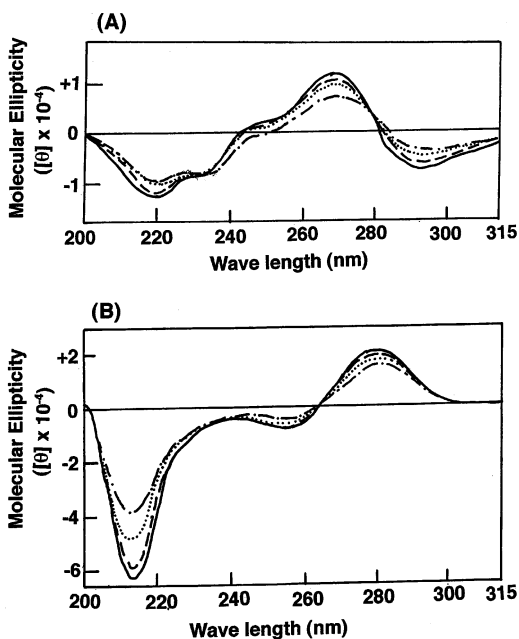 (A)
Molecular Ellipticity
([θ] x 10⁻⁴)
+1
0
-1
200 220 240 260 280 300 315
Wave length (nm)
(B)
Molecular Ellipticity
([θ] x 10⁻⁴)
+2
0
-2
-4
-6
200 220 240 260 280 300 315
Wave length (nm)